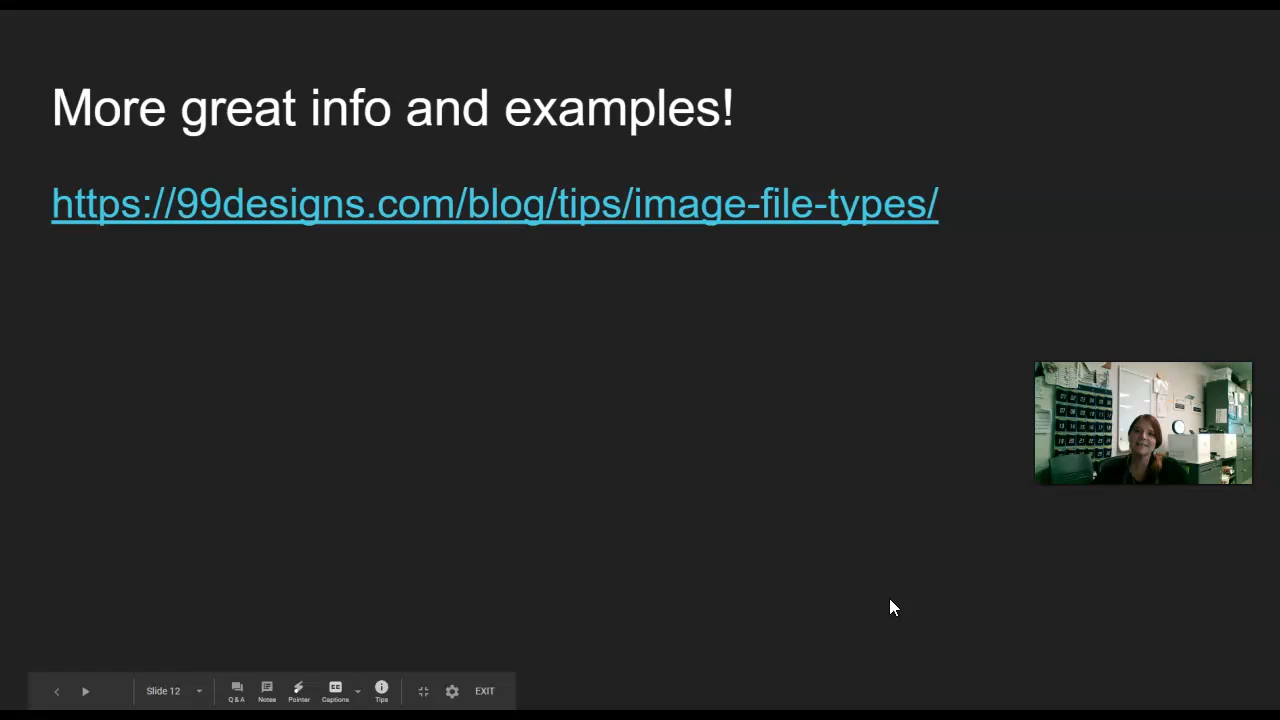 More great info and examples!
https://99designs.com/blog/tips/image-file-types/
Slide 12
Q & A
Notes
Pointer
Captions
Tips
EXIT